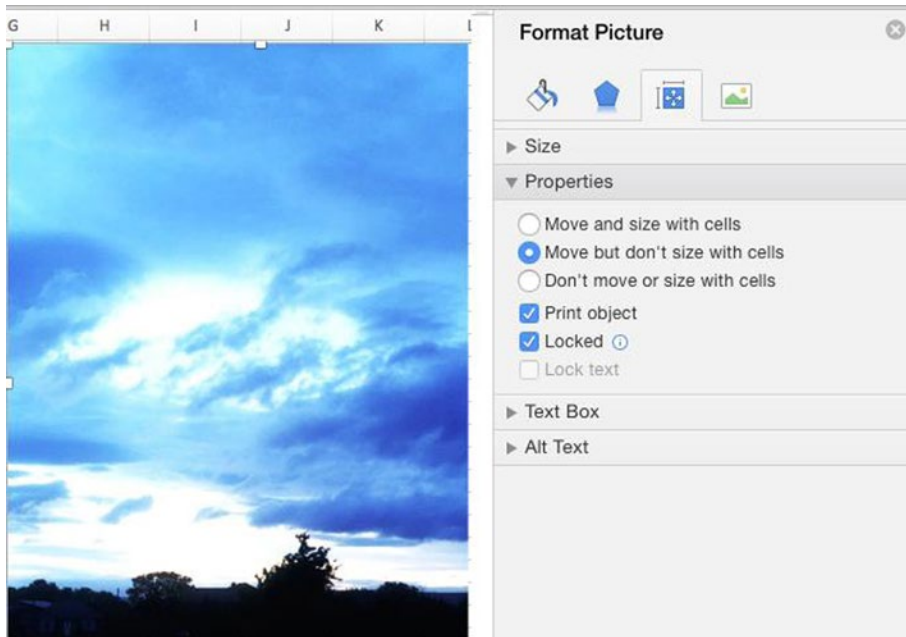 G H I J K
Format Picture
Size
Properties
Move and size with cells
Move but don't size with cells
Don't move or size with cells
Print object
Locked
Lock text
Text Box
Alt Text